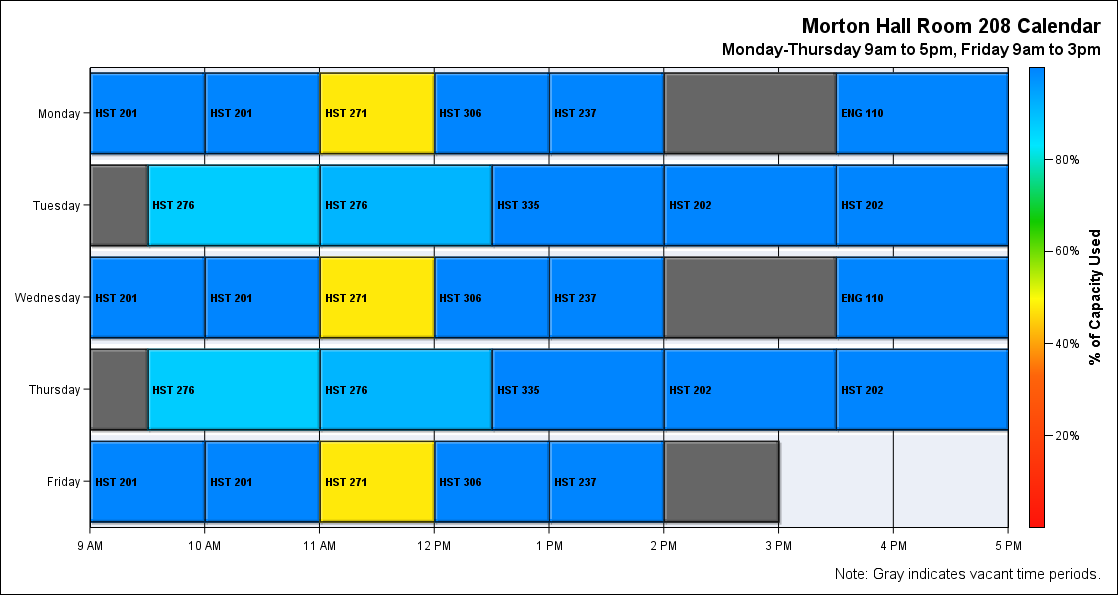 Morton Hall Room 208 Calendar
Monday-Thursday 9am to 5pm, Friday 9am to 3pm
Monday
HST 201
HST 201
HST 271
HST 306
HST 237
ENG 110
Tuesday
HST 276
HST 276
HST 335
HST 202
HST 202
Wednesday
HST 201
HST 201
HST 271
HST 306
HST 237
ENG 110
Thursday
HST 276
HST 276
HST 335
HST 202
HST 202
Friday
HST 201
HST 201
HST 271
HST 306
HST 237
9 AM
10 AM
11 AM
12 PM
1 PM
2 PM
3 PM
4 PM
5 PM
80%
60%
40%
20%
% of Capacity Used
Note: Gray indicates vacant time periods.